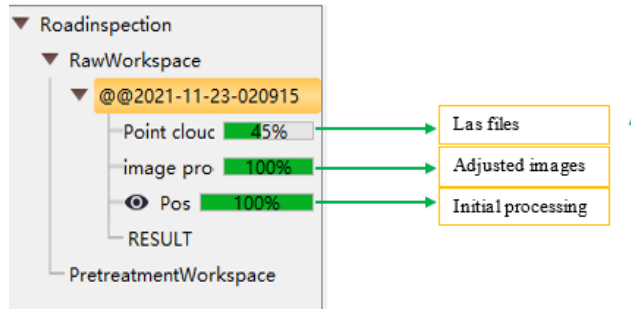 Roadinspection
RawWorkspace
@@2021-11-23-020915
Point clouc 45% Las files
image pro 100% Adjusted images
Pos 100% Initial processing
RESULT
PretreatmentWorkspace